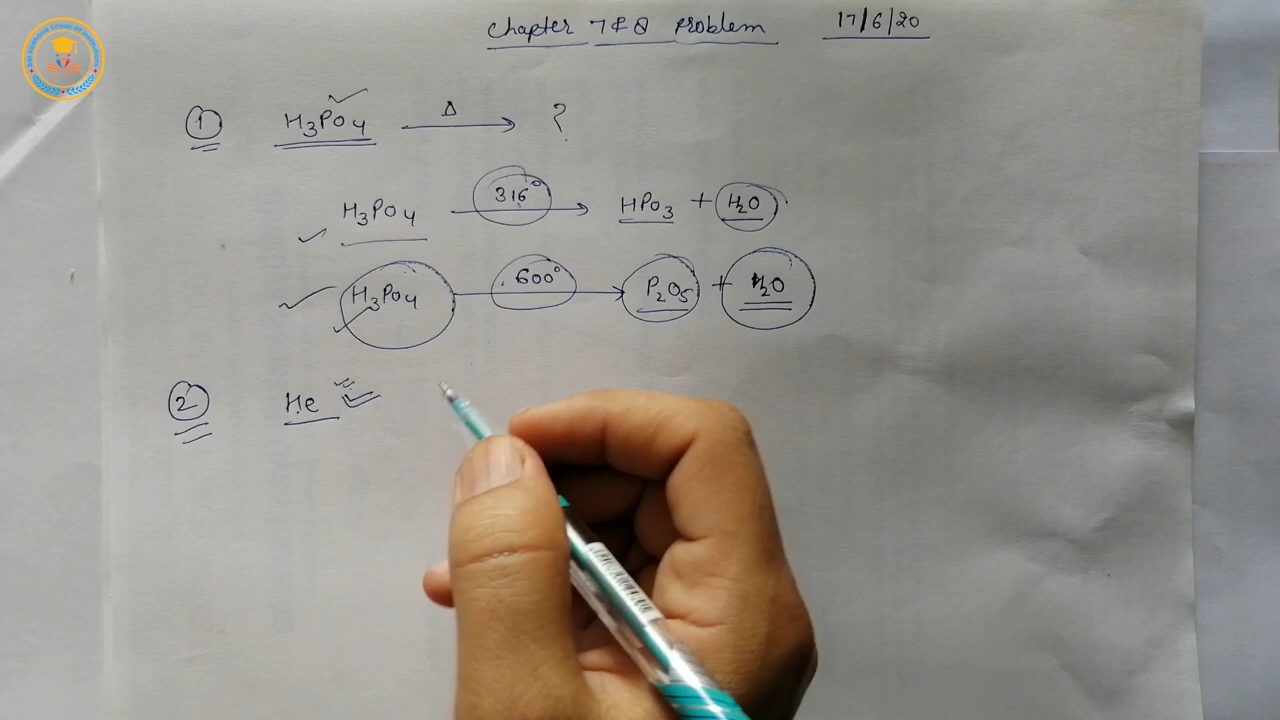 Chapter 7 & 8 Problem 17/6/20
① H₃PO₄ —Δ→ ?
H₃PO₄ —316°→ HPO₃ + H₂O
H₃PO₄ —600°→ P₂O₅ + H₂O
② He